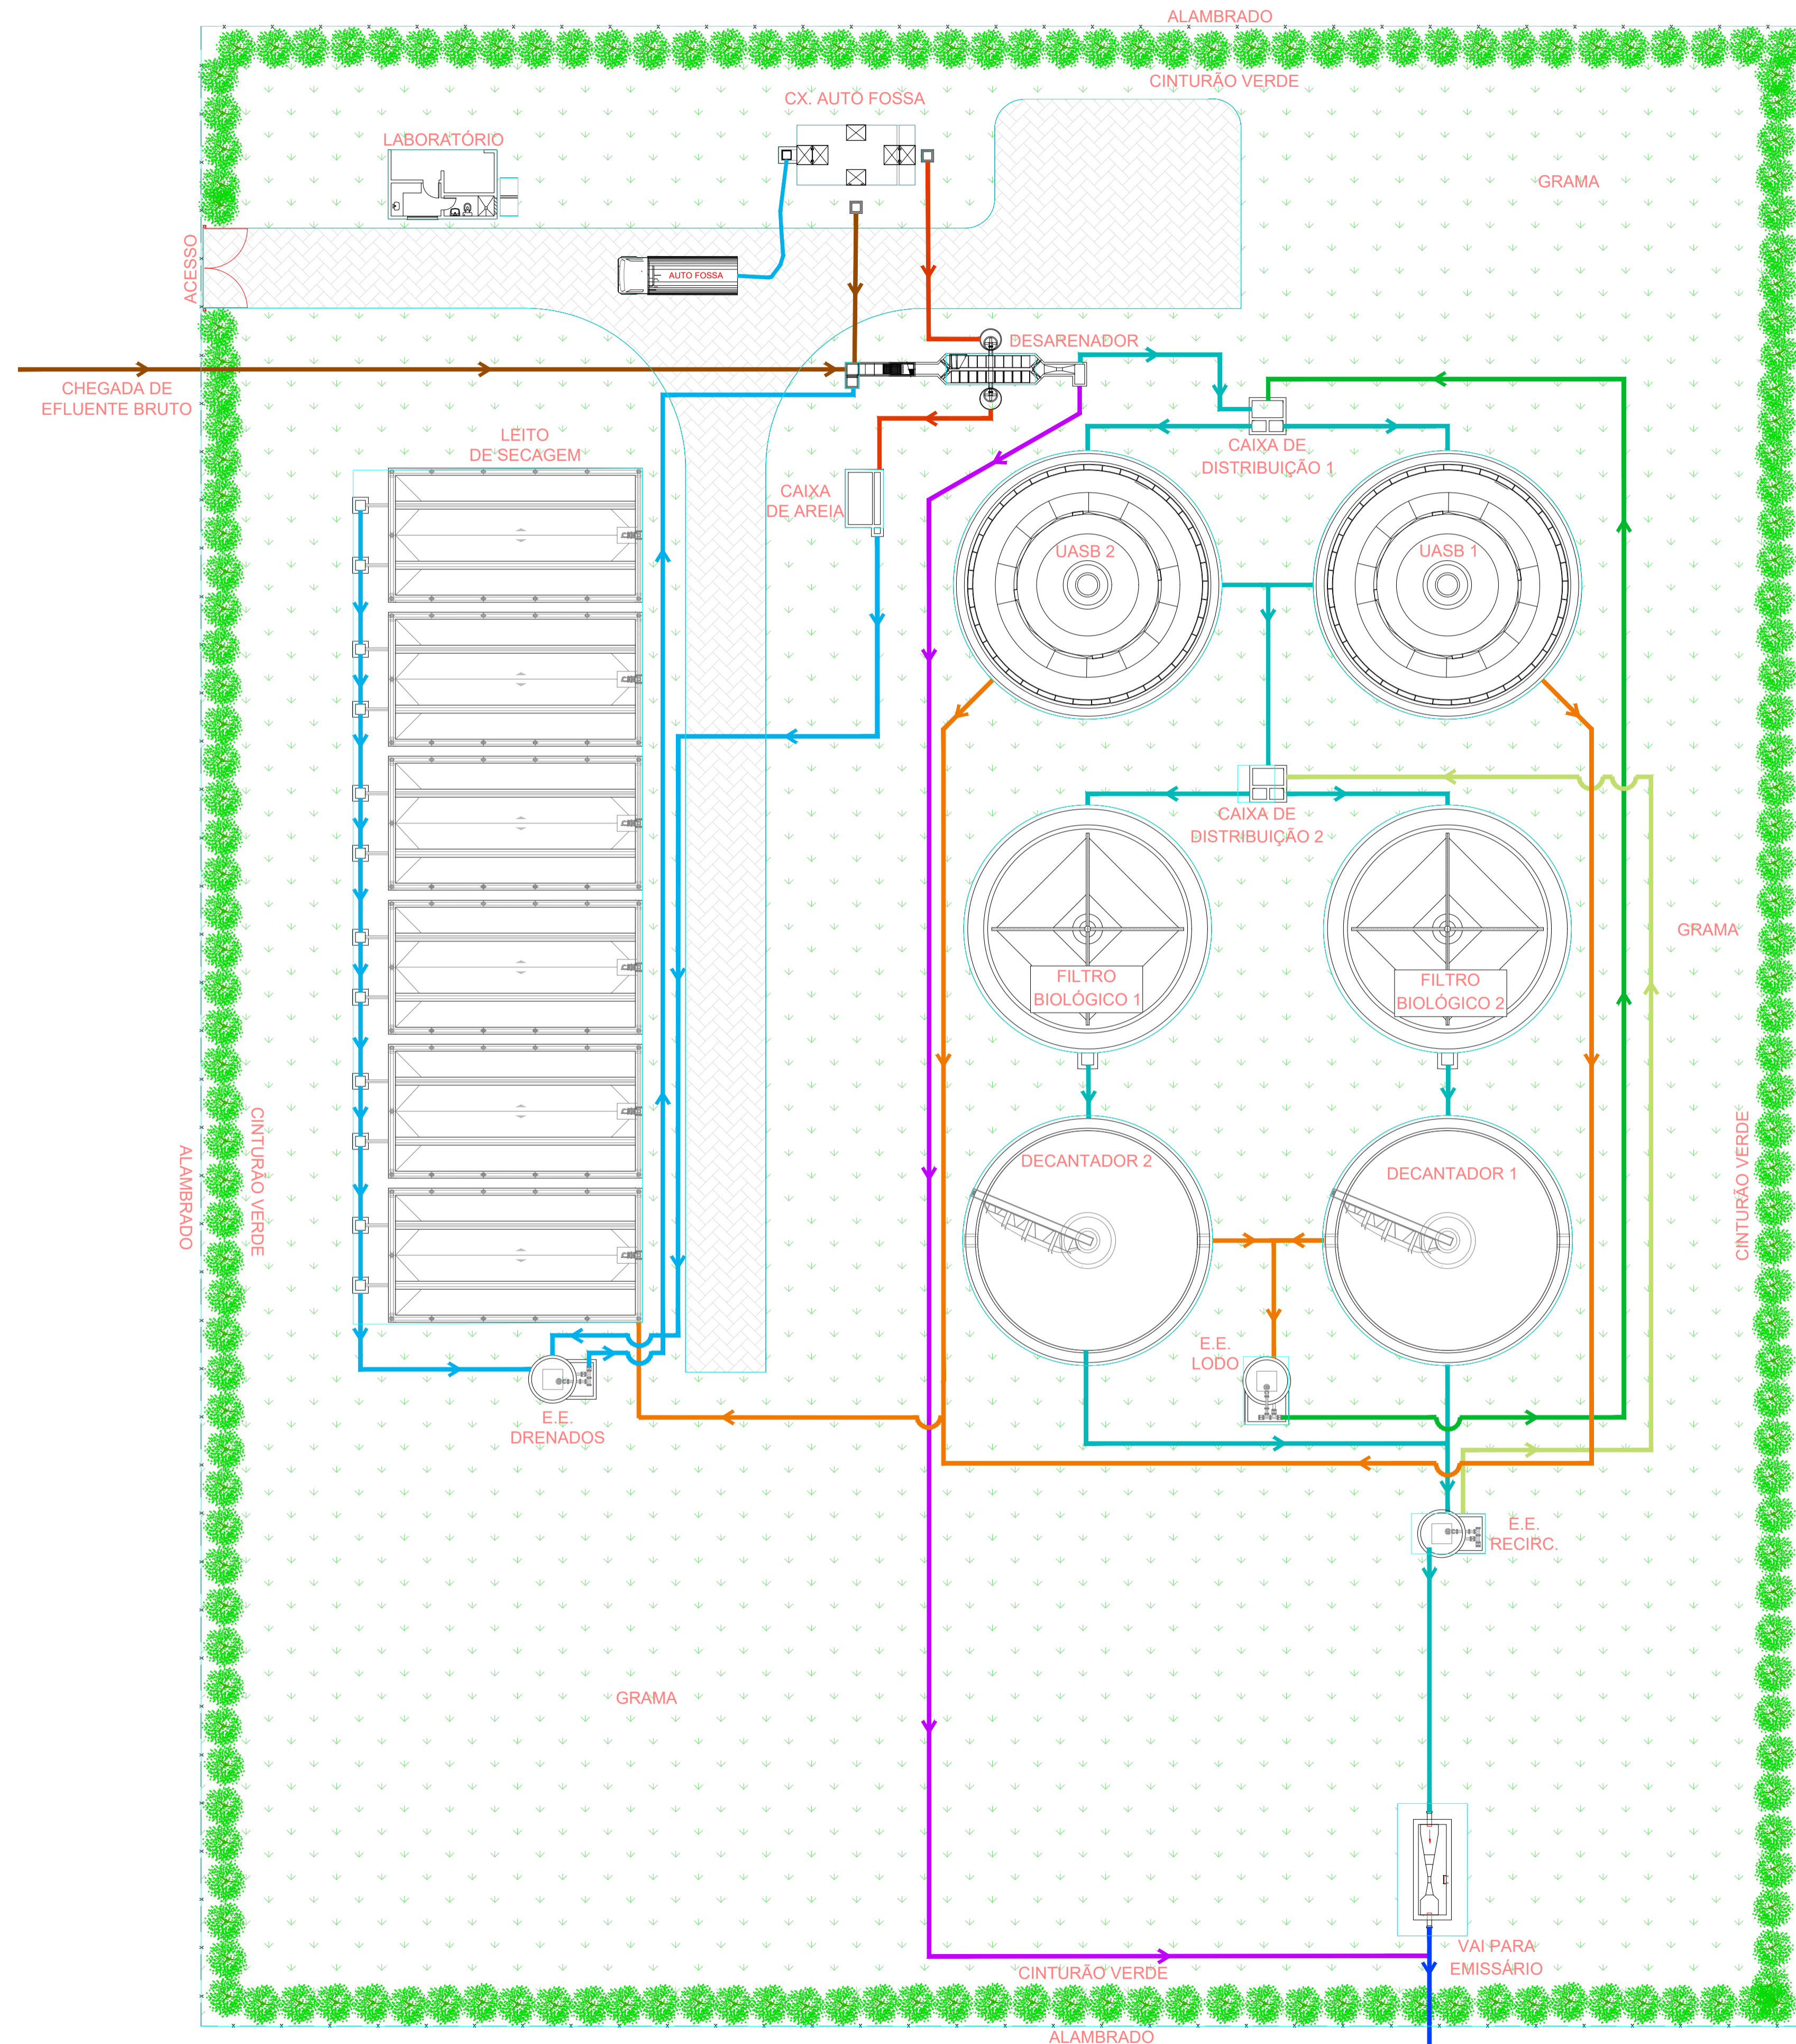 ALAMBRADO
CINTURÃO VERDE
CX. AUTO FOSSA
LABORATÓRIO
GRAMA
ACESSO
AUTO FOSSA
DESARENADOR
CHEGADA DE
EFLUENTE BRUTO
LEITO
DE SECAGEM
CAIXA DE
DISTRIBUIÇÃO 1
CAIXA
DE AREIA
UASB 2
UASB 1
CAIXA DE
DISTRIBUIÇÃO 2
GRAMA
FILTRO
BIOLÓGICO 1
FILTRO
BIOLÓGICO 2
CINTURÃO VERDE
ALAMBRADO
DECANTADOR 2
DECANTADOR 1
CINTURÃO VERDE
E.E.
LODO
E.E.
DRENADOS
E.E.
RECIRC.
GRAMA
VAI PARA
EMISSÁRIO
CINTURÃO VERDE
ALAMBRADO